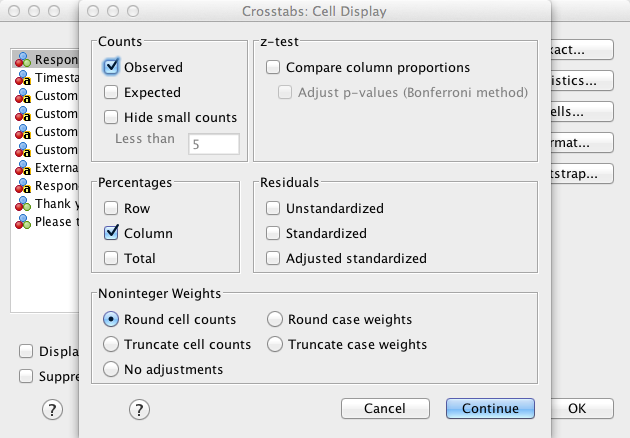 Crosstabs: Cell Display
Counts
Observed
Expected
Hide small counts
Less than 5
z-test
Compare column proportions
Adjust p-values (Bonferroni method)
Percentages
Row
Column
Total
Residuals
Unstandardized
Standardized
Adjusted standardized
Noninteger Weights
Round cell counts
Round case weights
Truncate cell counts
Truncate case weights
No adjustments
? Cancel Continue
Respon
Timesta
Custom
Custom
Custom
Custom
Externa
Respon
Thank y
Please t
Displa
Suppre
?
xact...
istics...
ells...
rmat...
tstrap...
OK